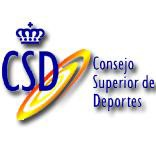 CSD
Consejo
Superior de
Deportes